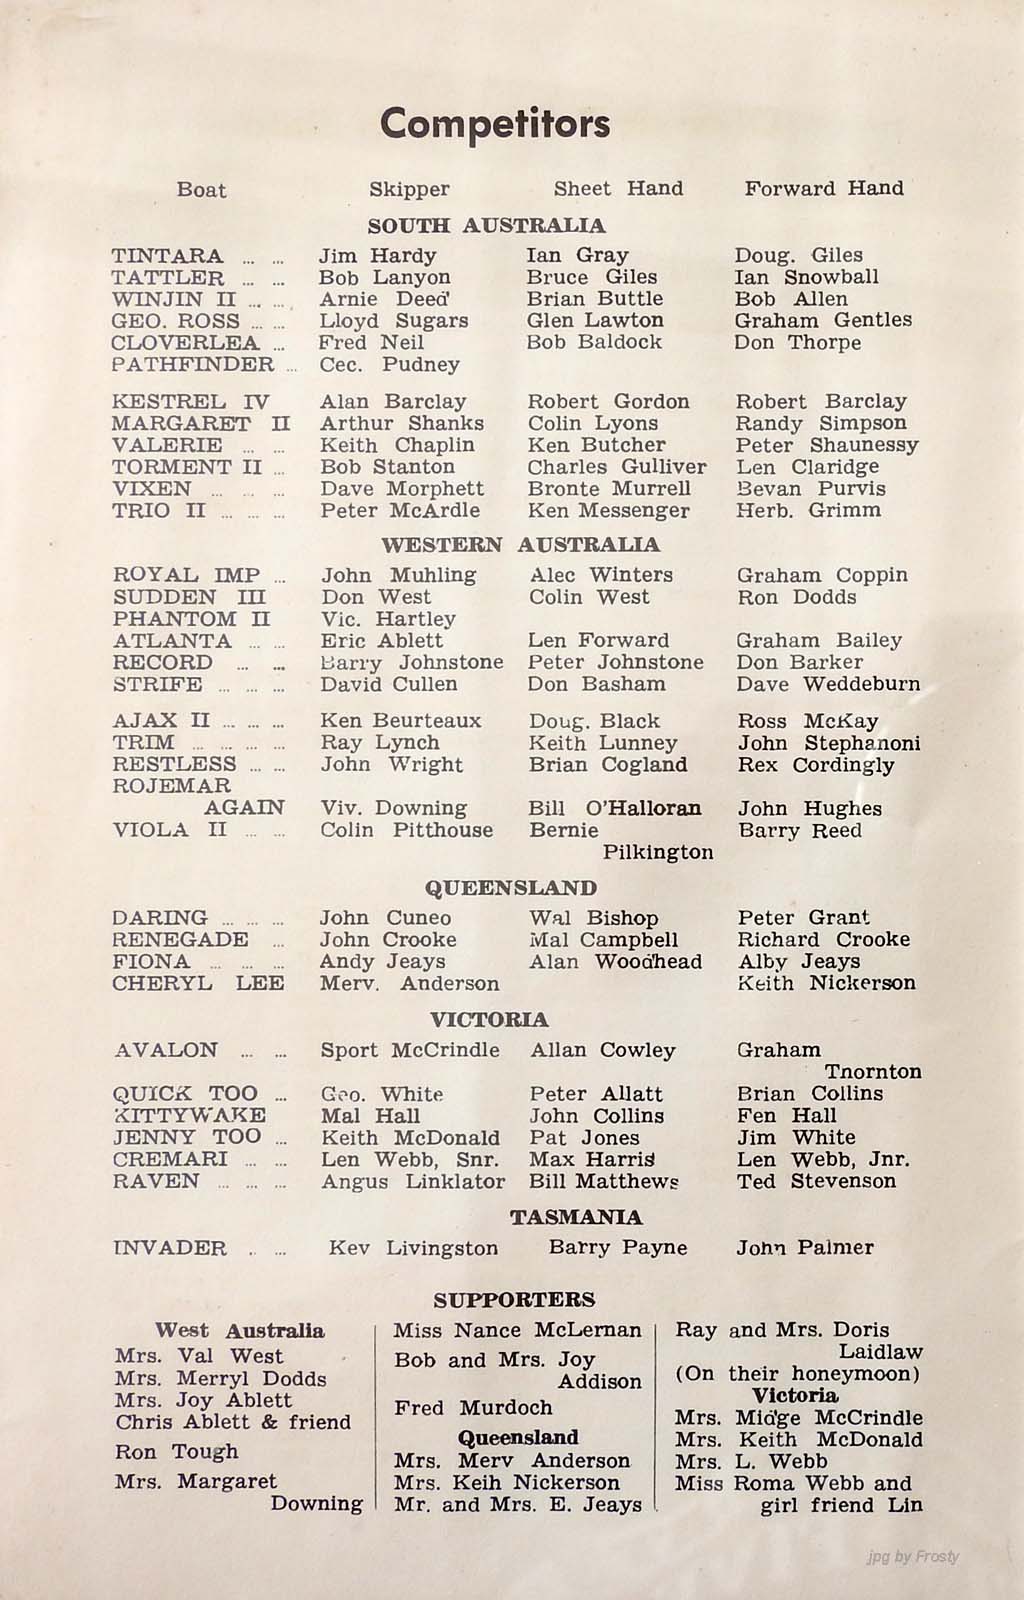 Competitors
Boat Skipper Sheet Hand Forward Hand
SOUTH AUSTRALIA
TINTARA ... ... Jim Hardy Ian Gray Doug. Giles
TATTLER ... ... Bob Lanyon Bruce Giles Ian Snowball
WINJIN II ... ... Arnie Deed Brian Buttle Bob Allen
GEO. ROSS ... ... Lloyd Sugars Glen Lawton Graham Gentles
CLOVERLEA ... Fred Neil Bob Baldock Don Thorpe
PATHFINDER ... Cec. Pudney
KESTREL IV Alan Barclay Robert Gordon Robert Barclay
MARGARET II Arthur Shanks Colin Lyons Randy Simpson
VALERIE ... ... Keith Chaplin Ken Butcher Peter Shaunessy
TORMENT II ... Bob Stanton Charles Gulliver Len Claridge
VIXEN ... ... ... Dave Morphett Bronte Murrell Bevan Purvis
TRIO II ... ... ... Peter McArdle Ken Messenger Herb. Grimm
WESTERN AUSTRALIA
ROYAL IMP ... John Muhling Alec Winters Graham Coppin
SUDDEN III Don West Colin West Ron Dodds
PHANTOM II Vic. Hartley
ATLANTA ... ... Eric Ablett Len Forward Graham Bailey
RECORD ... ... Barry Johnstone Peter Johnstone Don Barker
STRIFE ... ... ... David Cullen Don Basham Dave Weddeburn
AJAX II ... ... ... Ken Beurteaux Doug. Black Ross McKay
TRIM ... ... ... ... Ray Lynch Keith Lunney John Stephanoni
RESTLESS ... ... John Wright Brian Cogland Rex Cordingly
ROJEMAR
AGAIN Viv. Downing Bill O'Halloran John Hughes
VIOLA II ... ... Colin Pitthouse Bernie Barry Reed
Pilkington
QUEENSLAND
DARING ... ... ... John Cuneo Wal Bishop Peter Grant
RENEGADE ... John Crooke Mal Campbell Richard Crooke
FIONA ... ... ... Andy Jeays Alan Woodhead Alby Jeays
CHERYL LEE Merv. Anderson Keith Nickerson
VICTORIA
AVALON ... ... Sport McCrindle Allan Cowley Graham
Tnornton
QUICK TOO ... Geo. White Peter Allatt Brian Collins
KITTYWAKE Mal Hall John Collins Fen Hall
JENNY TOO ... Keith McDonald Pat Jones Jim White
CREMARI ... ... Len Webb, Snr. Max Harris Len Webb, Jnr.
RAVEN ... ... ... Angus Linklator Bill Matthews Ted Stevenson
TASMANIA
INVADER .. ... Kev Livingston Barry Payne John Palmer
SUPPORTERS
West Australia
Mrs. Val West
Mrs. Merryl Dodds
Mrs. Joy Ablett
Chris Ablett & friend
Ron Tough
Mrs. Margaret
Downing
Miss Nance McLernan
Bob and Mrs. Joy
Addison
Fred Murdoch
Queensland
Mrs. Merv Anderson
Mrs. Keih Nickerson
Mr. and Mrs. E. Jeays
Ray and Mrs. Doris
Laidlaw
(On their honeymoon)
Victoria
Mrs. Midge McCrindle
Mrs. Keith McDonald
Mrs. L. Webb
Miss Roma Webb and
girl friend Lin
jpg by Frosty